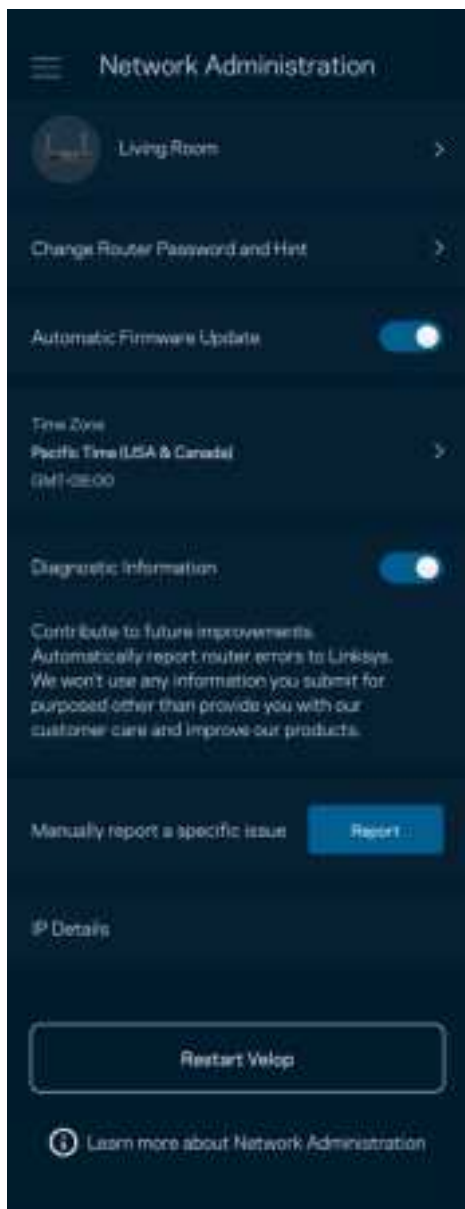 Network Administration
Living Room
Change Router Password and Hint
Automatic Firmware Update
Time Zone
Pacific Time (USA & Canada)
GMT-08:00
Diagnostic Information
Contribute to future improvements.
Automatically report router errors to Linksys.
We won't use any information you submit for
purposed other than provide you with our
customer care and improve our products.
Manually report a specific issue
Report
IP Details
Restart Velop
Learn more about Network Administration